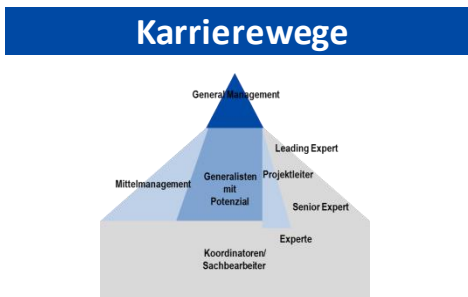 Karrierewege
General Management
Leading Expert
Mittelmanagement
Generalisten
mit
Potenzial
Projektleiter
Senior Expert
Experte
Koordinatoren/
Sachbearbeiter